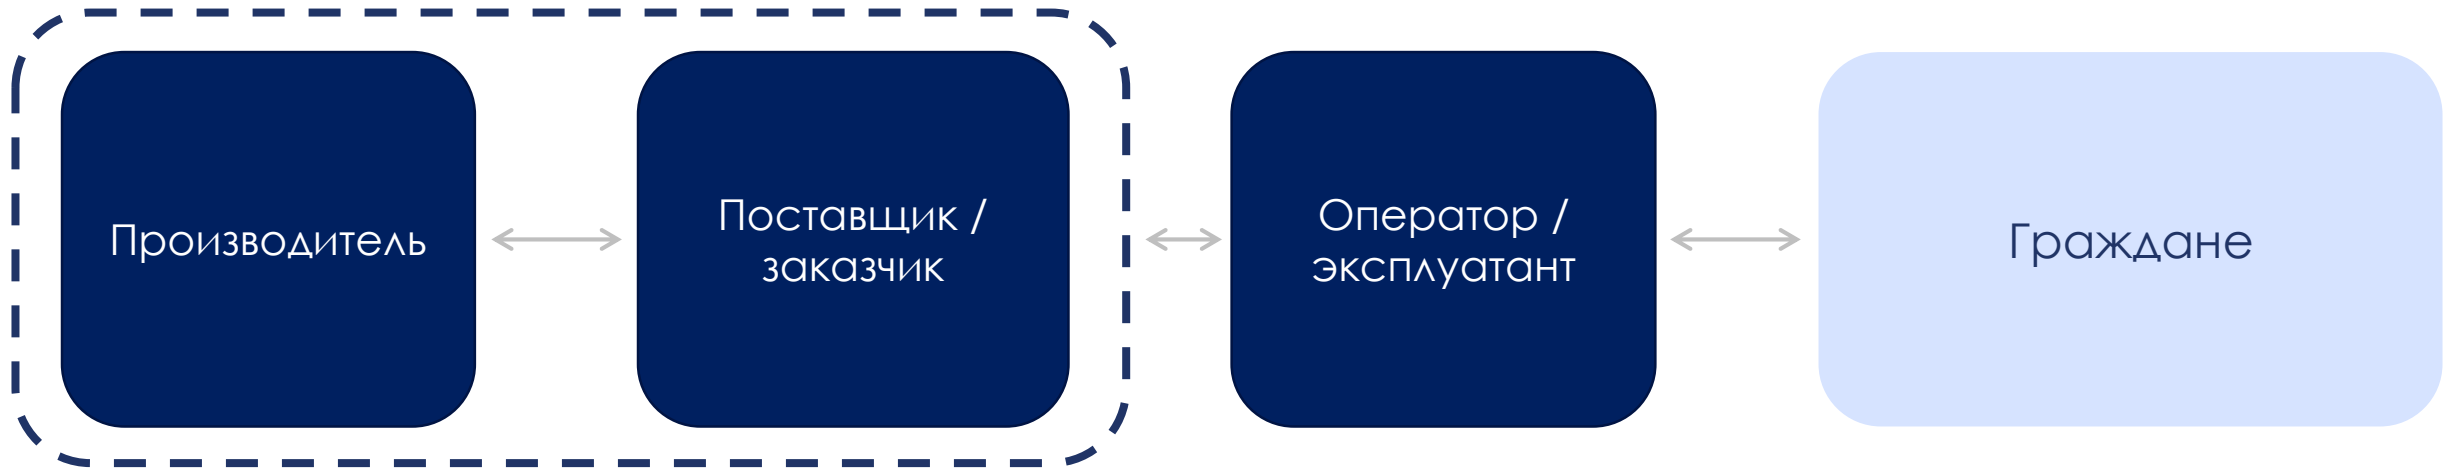 Производитель
Поставщик /
заказчик
Оператор /
эксплуатант
Граждане